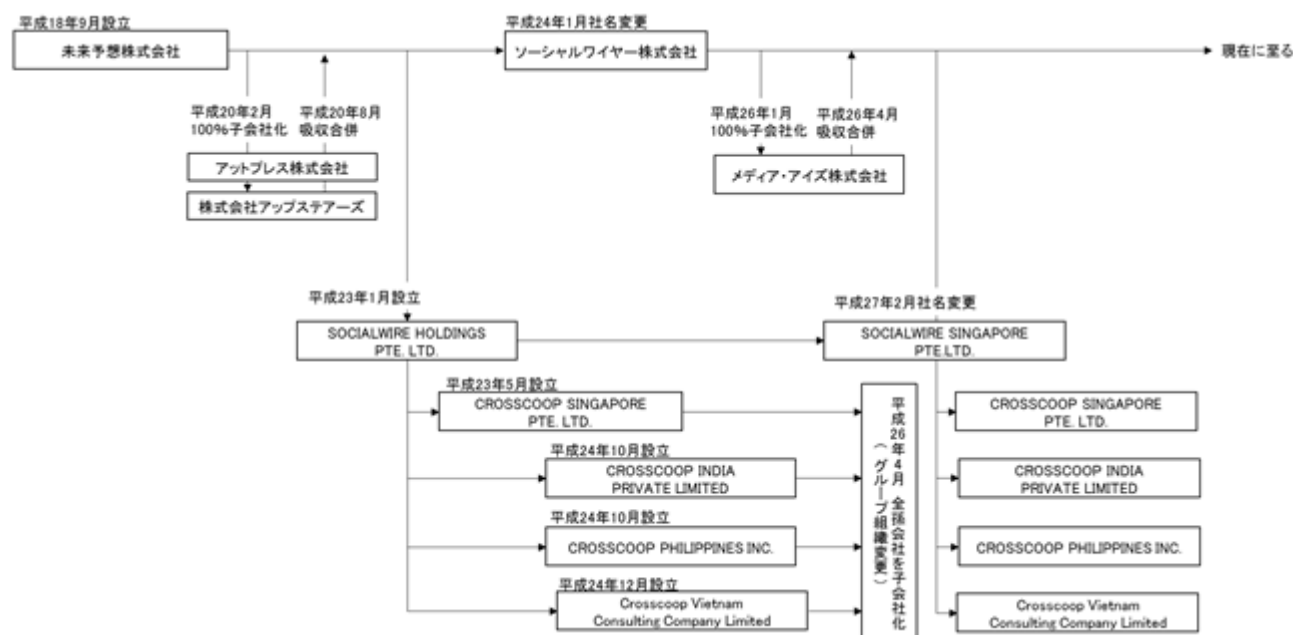 平成18年9月設立
未来予想株式会社
平成24年1月社名変更
ソーシャルワイヤー株式会社
現在に至る
平成20年2月
100%子会社化
平成20年8月
吸収合併
アットプレス株式会社
株式会社アップステアーズ
平成26年1月
100%子会社化
平成26年4月
吸収合併
メディア・アイズ株式会社
平成23年1月設立
SOCIALWIRE HOLDINGS
PTE. LTD.
平成27年2月社名変更
SOCIALWIRE SINGAPORE
PTE.LTD.
平成23年5月設立
CROSSCOOP SINGAPORE
PTE. LTD.
平成24年10月設立
CROSSCOOP INDIA
PRIVATE LIMITED
平成24年10月設立
CROSSCOOP PHILIPPINES INC.
平成24年12月設立
Crosscoop Vietnam
Consulting Company Limited
平成26年4月 全孫会社を子会社化
(グループ組織変更)
CROSSCOOP SINGAPORE
PTE. LTD.
CROSSCOOP INDIA
PRIVATE LIMITED
CROSSCOOP PHILIPPINES INC.
Crosscoop Vietnam
Consulting Company Limited